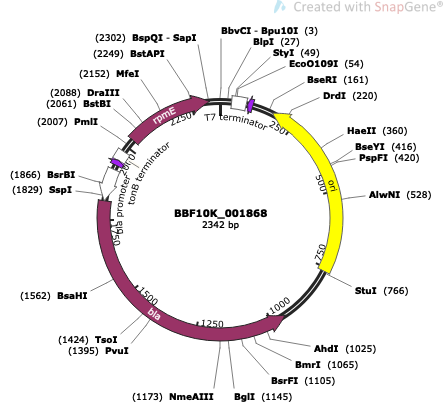 Created with SnapGene®
(2302) BspQI - SapI
BbvCI - Bpu10I (3)
(2249) BstAPI
BlpI (27)
StyI (49)
(2152) MfeI
EcoO109I (54)
BseRI (161)
(2088) DraIII
DrdI (220)
(2061) BstBI
(2007) PmlI
rpmE
2250
T7 terminator
250
HaeII (360)
BseYI (416)
PspFI (420)
2000
tonB terminator
(1866) BsrBI
(1829) SspI
bla promoter
500
ori
AlwNI (528)
BBF10K_001868
2342 bp
1750
750
StuI (766)
(1562) BsaHI
1500
bla
1250
1000
(1424) TsoI
(1395) PvuI
AhdI (1025)
BmrI (1065)
BsrFI (1105)
(1173) NmeAIII
BglI (1145)